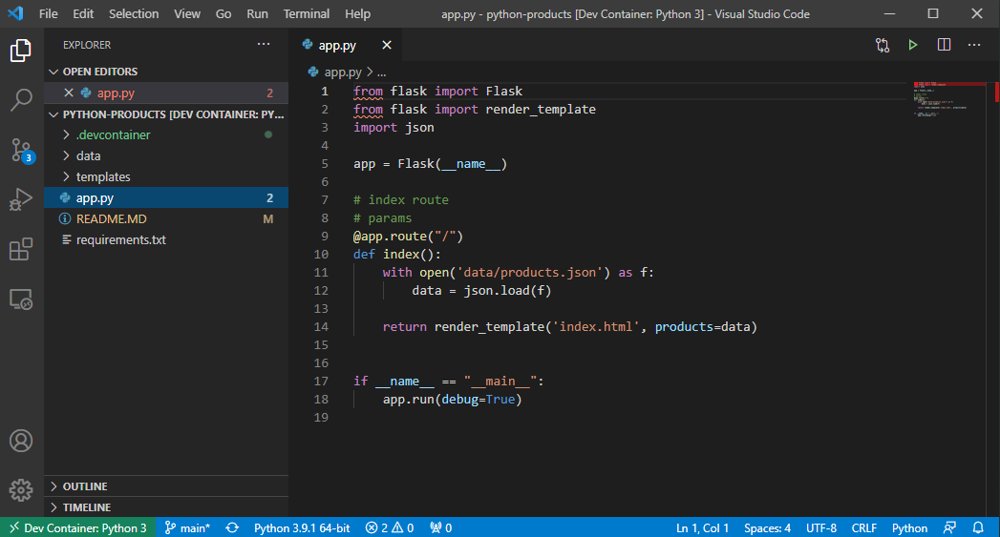 File Edit Selection View Go Run Terminal Help app.py - python-products [Dev Container: Python 3] - Visual Studio Code
EXPLORER
OPEN EDITORS
app.py 2
PYTHON-PRODUCTS [DEV CONTAINER: PY...
.devcontainer
data
templates
app.py 2
README.MD M
requirements.txt
OUTLINE
TIMELINE
3
app.py
app.py > ...
1 from flask import Flask
2 from flask import render_template
3 import json
4
5 app = Flask(__name__)
6
7 # index route
8 # params
9 @app.route("/")
10 def index():
11     with open('data/products.json') as f:
12         data = json.load(f)
13
14     return render_template('index.html', products=data)
15
16
17 if __name__ == "__main__":
18     app.run(debug=True)
19
Dev Container: Python 3 main* Python 3.9.1 64-bit 2 0 0 Ln 1, Col 1 Spaces: 4 UTF-8 CRLF Python